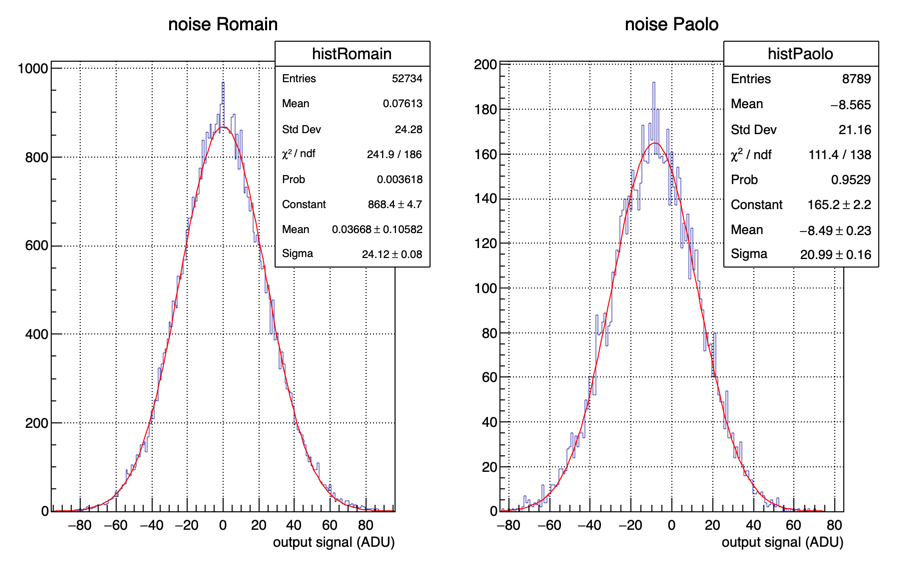 noise Romain
histRomain
Entries 52734
Mean 0.07613
Std Dev 24.28
χ² / ndf 241.9 / 186
Prob 0.003618
Constant 868.4 ± 4.7
Mean 0.03668 ± 0.10582
Sigma 24.12 ± 0.08
1000
800
600
400
200
0
−80 −60 −40 −20 0 20 40 60 80
output signal (ADU)
noise Paolo
histPaolo
Entries 8789
Mean −8.565
Std Dev 21.16
χ² / ndf 111.4 / 138
Prob 0.9529
Constant 165.2 ± 2.2
Mean −8.49 ± 0.23
Sigma 20.99 ± 0.16
200
180
160
140
120
100
80
60
40
20
0
−80 −60 −40 −20 0 20 40 60 80
output signal (ADU)